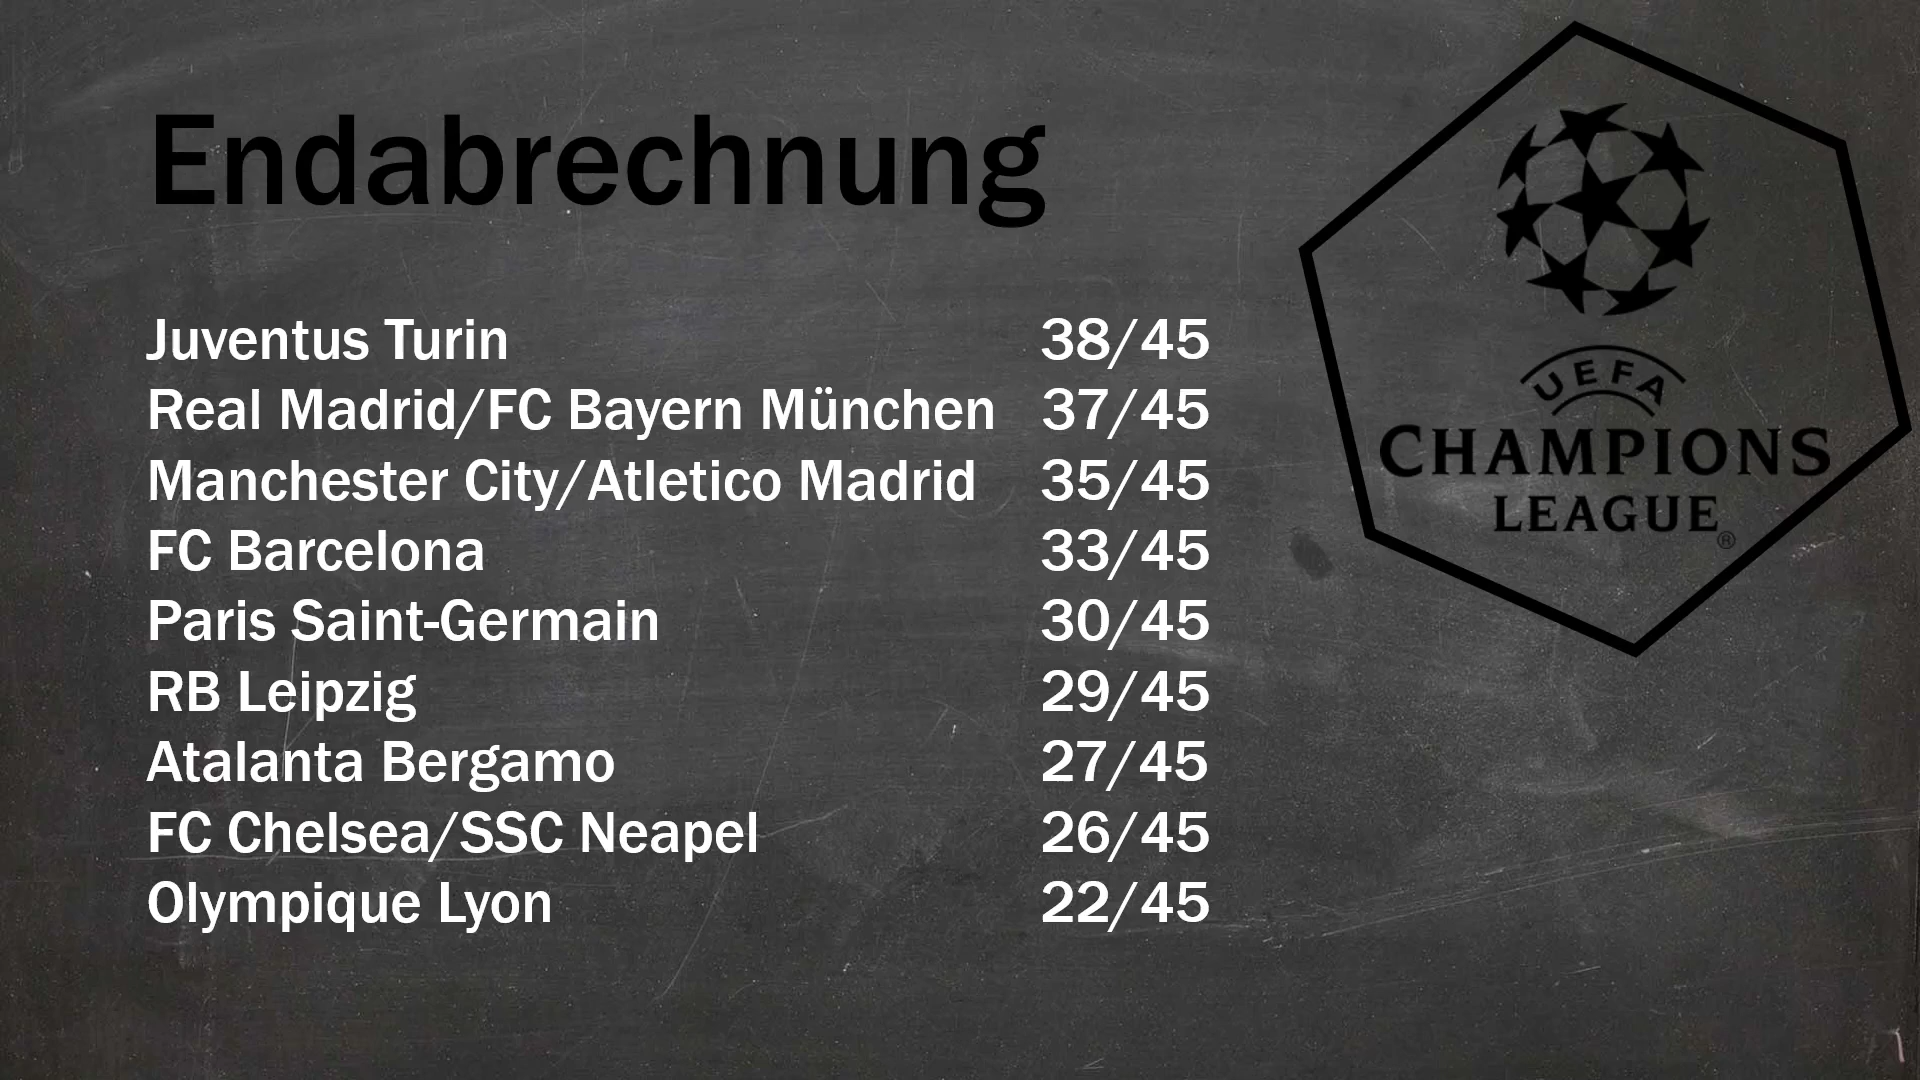 Endabrechnung
Juventus Turin 38/45
Real Madrid/FC Bayern München 37/45
Manchester City/Atletico Madrid 35/45
FC Barcelona 33/45
Paris Saint-Germain 30/45
RB Leipzig 29/45
Atalanta Bergamo 27/45
FC Chelsea/SSC Neapel 26/45
Olympique Lyon 22/45
UEFA
CHAMPIONS
LEAGUE®